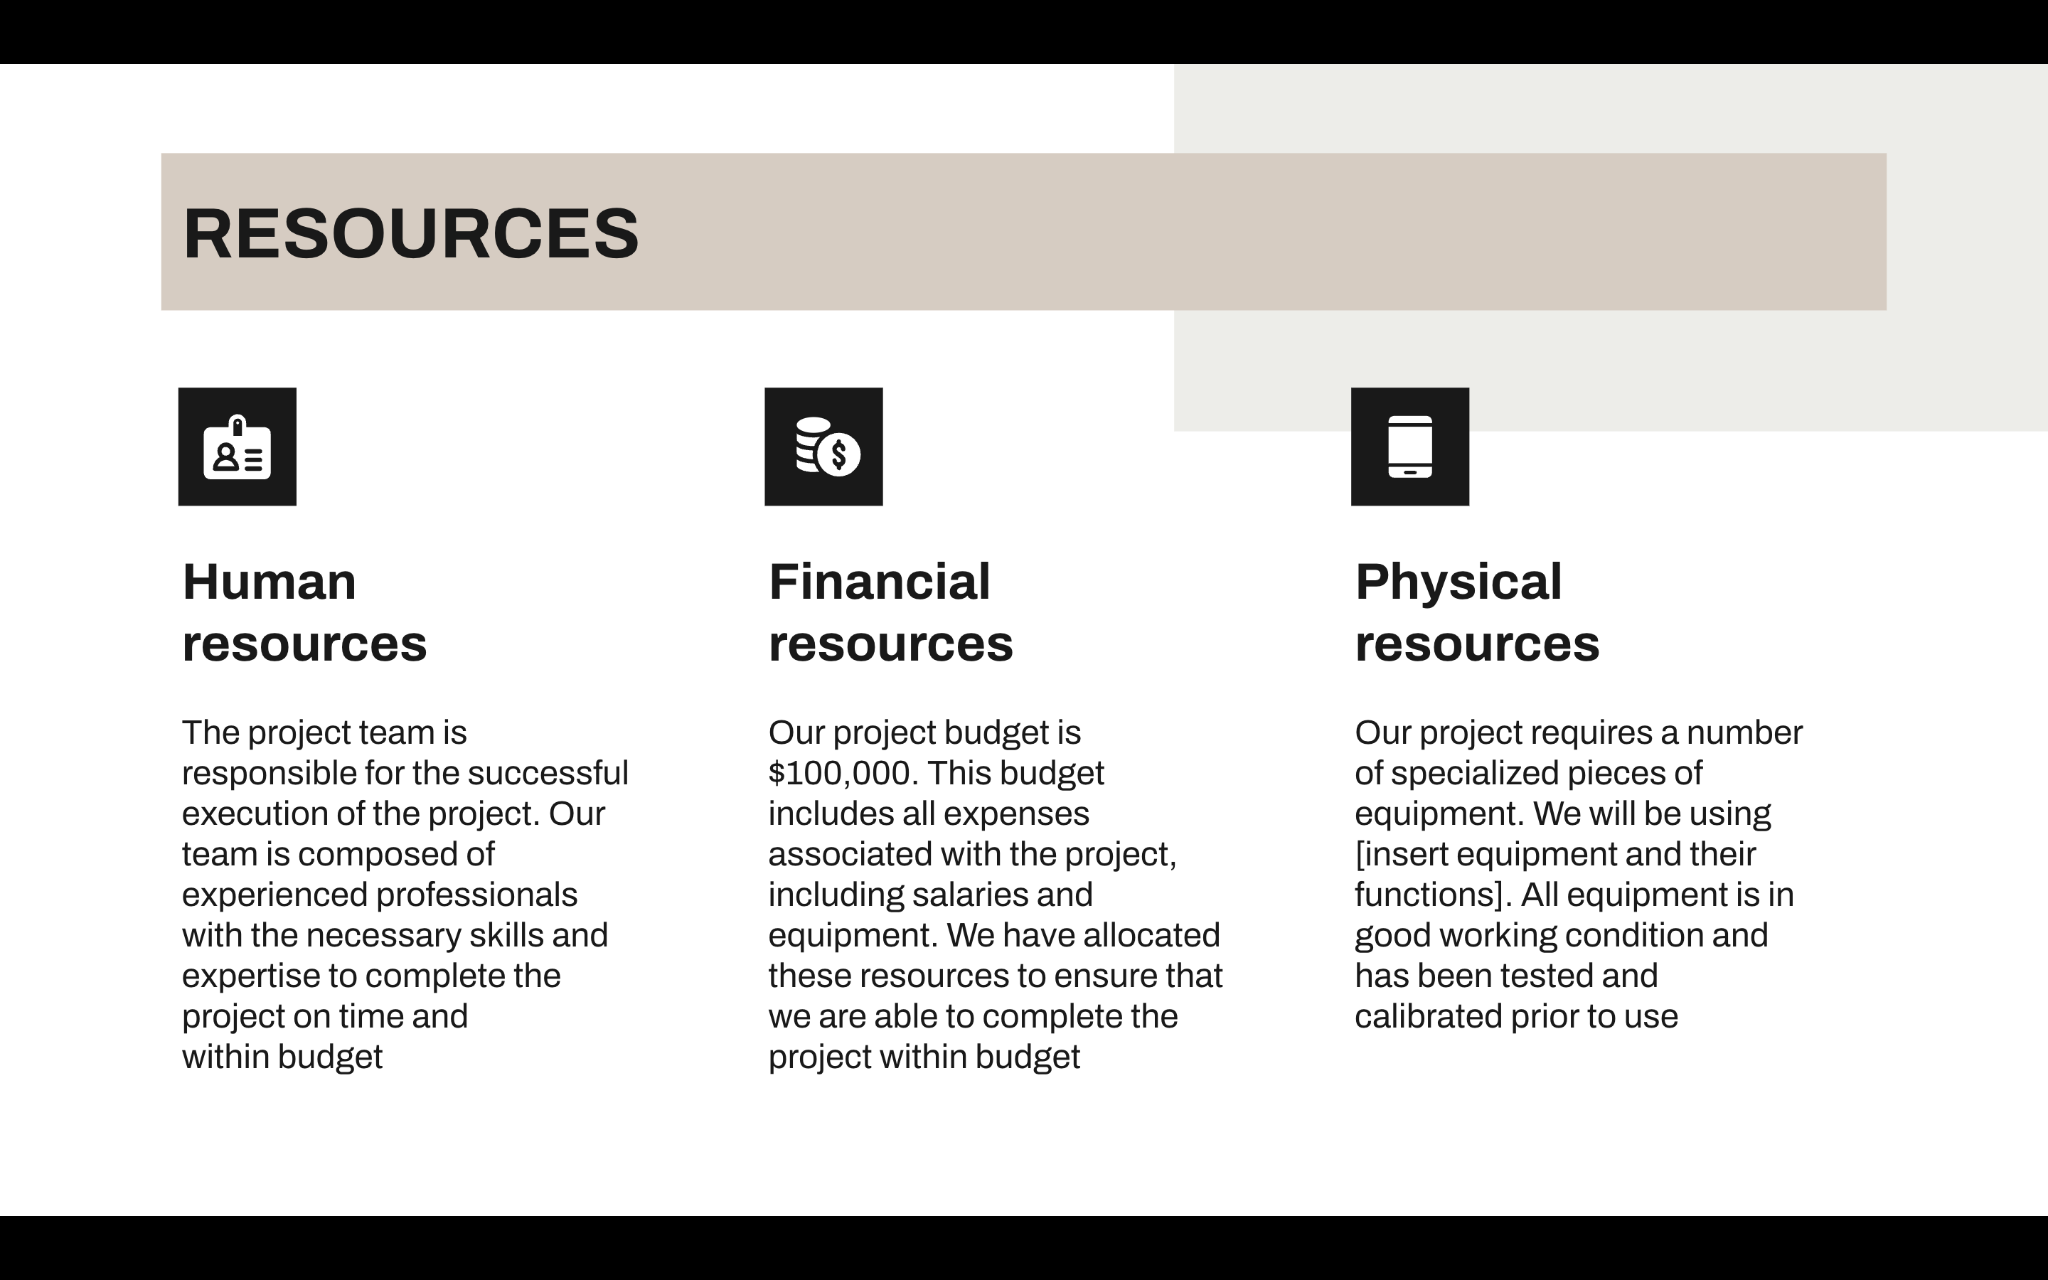 RESOURCES
Human
resources
The project team is
responsible for the successful
execution of the project. Our
team is composed of
experienced professionals
with the necessary skills and
expertise to complete the
project on time and
within budget
$
Financial
resources
Our project budget is
$100,000. This budget
includes all expenses
associated with the project,
including salaries and
equipment. We have allocated
these resources to ensure that
we are able to complete the
project within budget
Physical
resources
Our project requires a number
of specialized pieces of
equipment. We will be using
[insert equipment and their
functions]. All equipment is in
good working condition and
has been tested and
calibrated prior to use